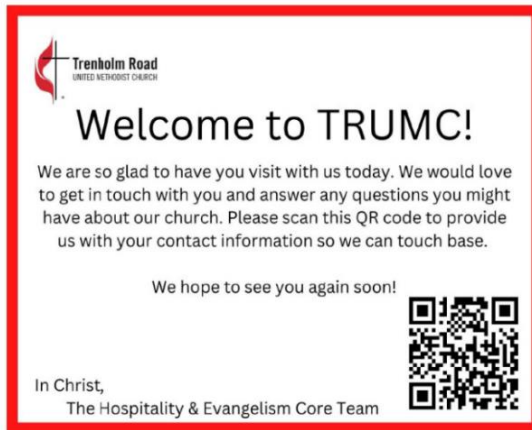 Trenholm Road
UNITED METHODIST CHURCH
Welcome to TRUMC!
We are so glad to have you visit with us today. We would love
to get in touch with you and answer any questions you might
have about our church. Please scan this QR code to provide
us with your contact information so we can touch base.
We hope to see you again soon!
In Christ,
The Hospitality & Evangelism Core Team